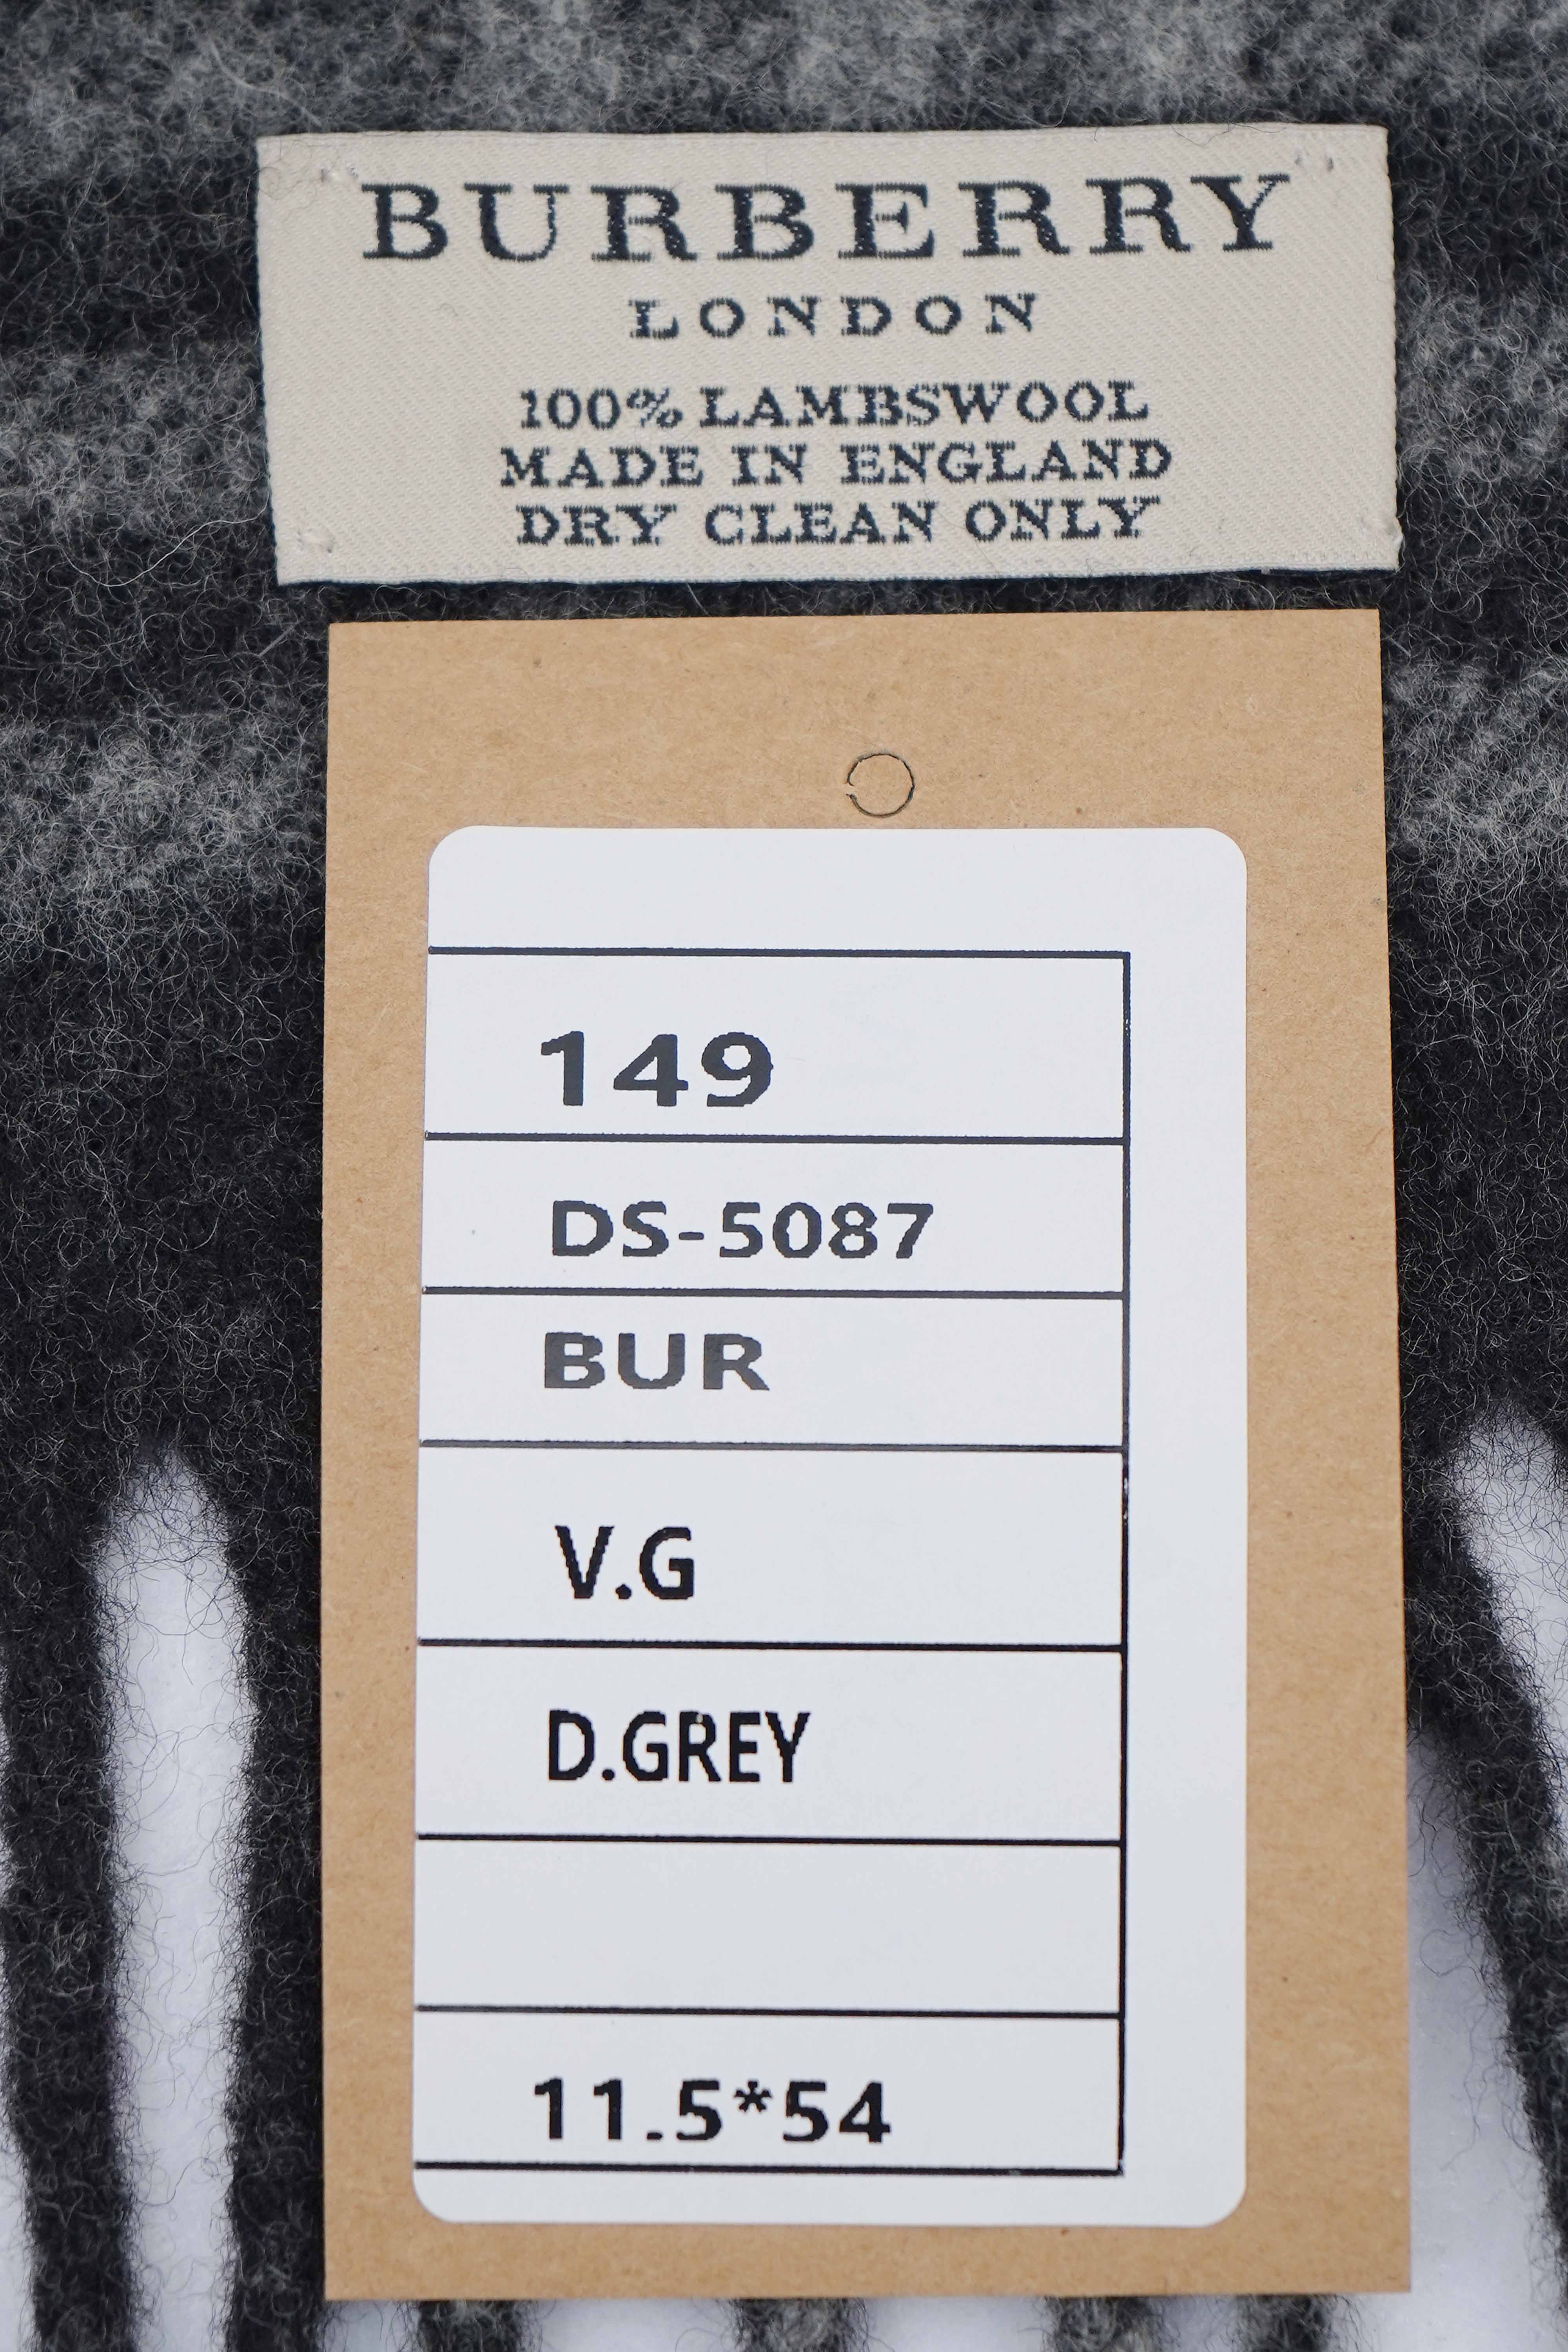 BURBERRY
LONDON
100% LAMBSWOOL
MADE IN ENGLAND
DRY CLEAN ONLY
149
DS-5087
BUR
V.G
D.GREY
11.5*54